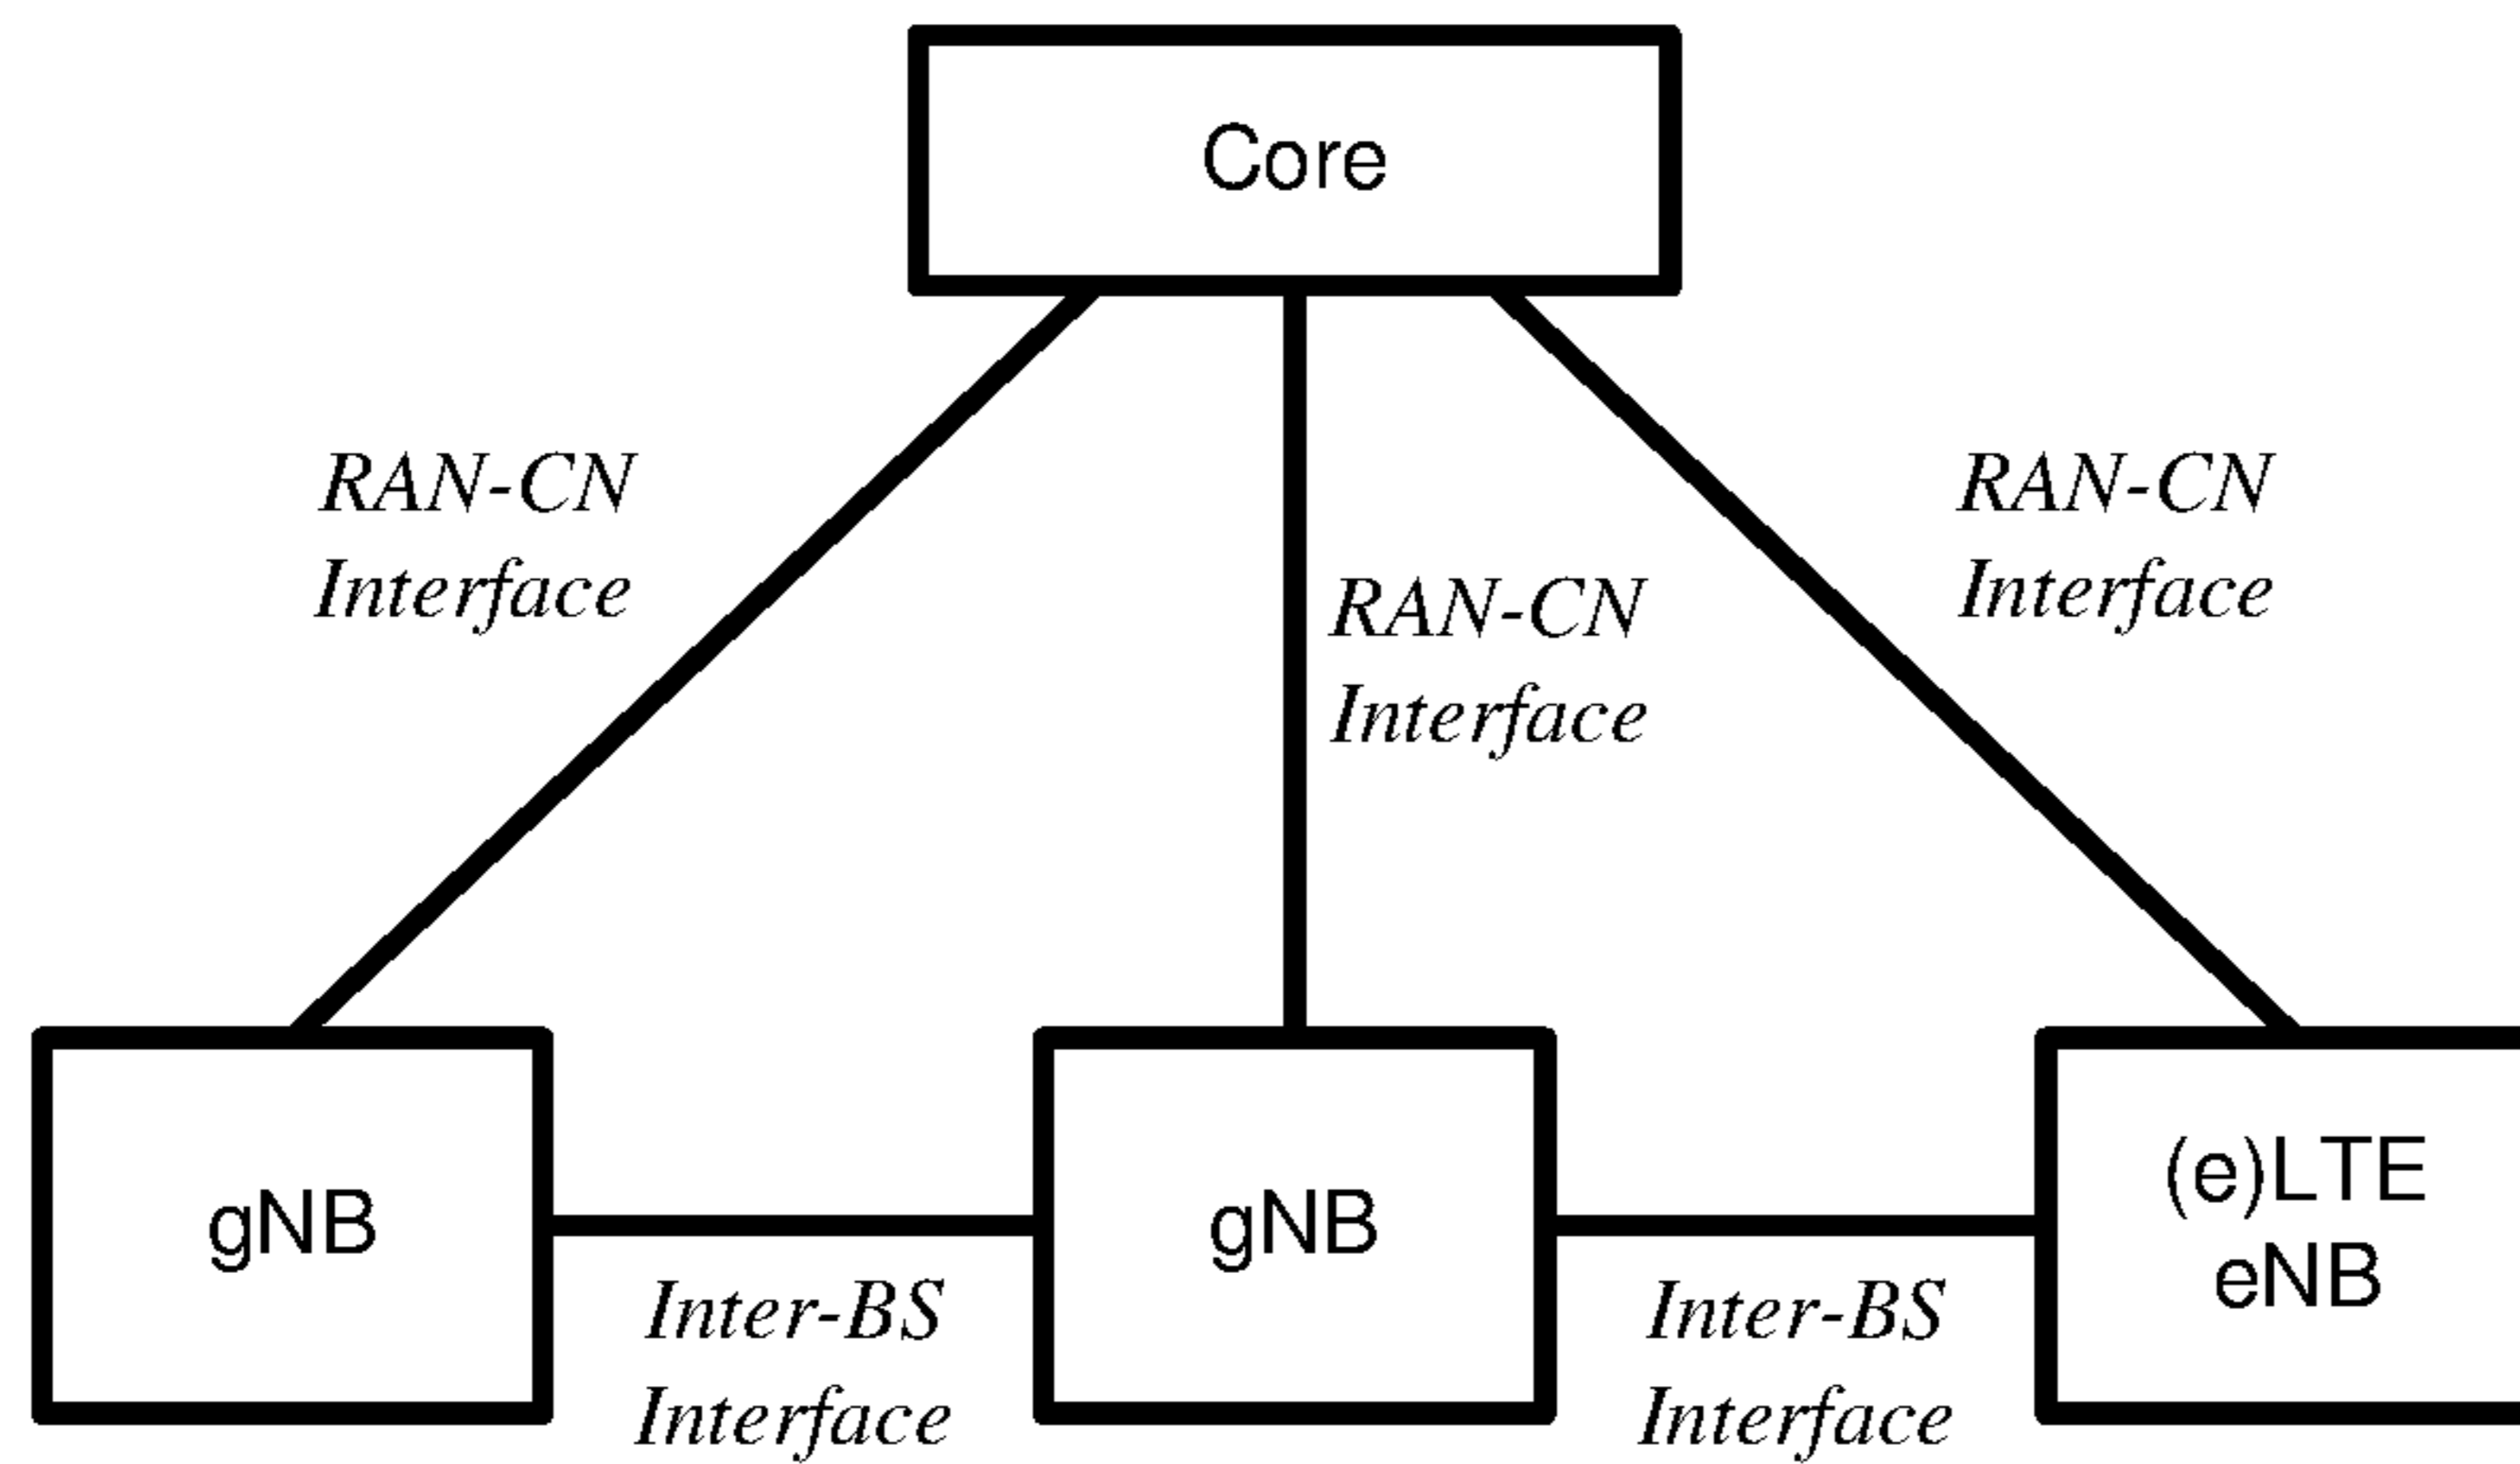 Core
RAN-CN
Interface
RAN-CN
Interface
RAN-CN
Interface
gNB
Inter-BS
Interface
gNB
Inter-BS
Interface
(e)LTE
eNB